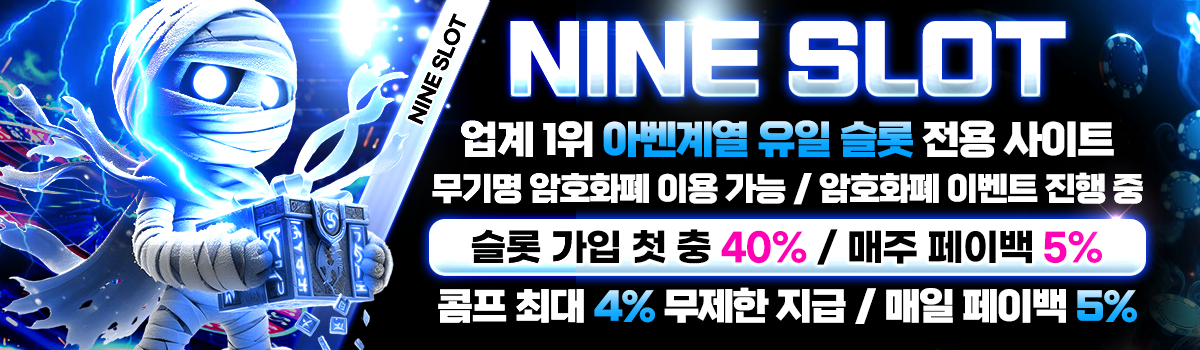 NINE SLOT
NINE SLOT
업계 1위 아벤계열 유일 슬롯 전용 사이트
무기명 암호화폐 이용 가능 / 암호화폐 이벤트 진행 중
슬롯 가입 첫 충 40% / 매주 페이백 5%
콤프 최대 4% 무제한 지급 / 매일 페이백 5%